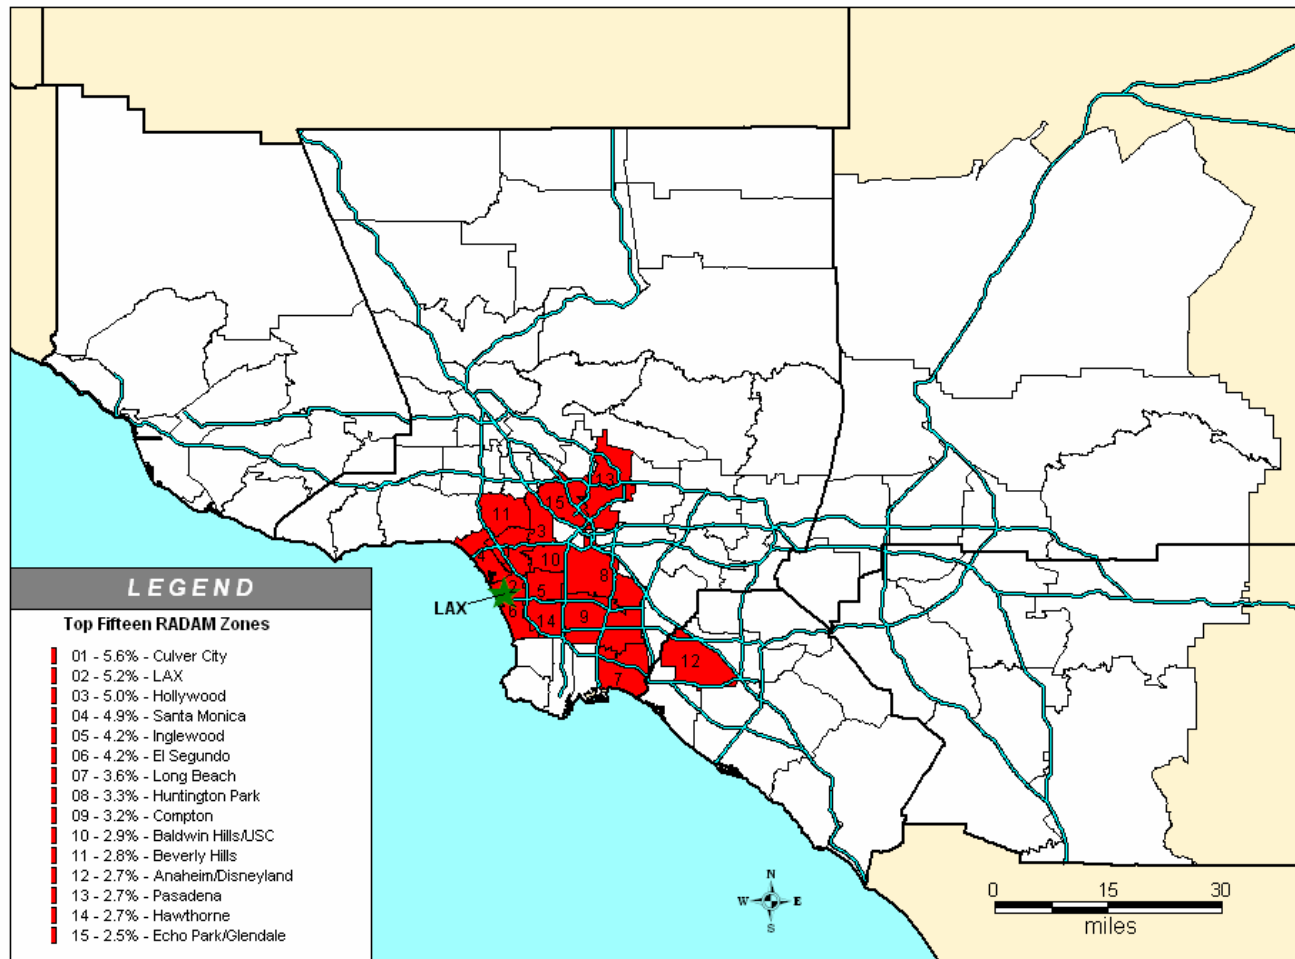 13
15
11
3
4
10
8
2
5
LAX
6
14
9
12
7
LEGEND
Top Fifteen RADAM Zones
01 - 5.6% - Culver City
02 - 5.2% - LAX
03 - 5.0% - Hollywood
04 - 4.9% - Santa Monica
05 - 4.2% - Inglewood
06 - 4.2% - El Segundo
07 - 3.6% - Long Beach
08 - 3.3% - Huntington Park
09 - 3.2% - Compton
10 - 2.9% - Baldwin Hills/USC
11 - 2.8% - Beverly Hills
12 - 2.7% - Anaheim/Disneyland
13 - 2.7% - Pasadena
14 - 2.7% - Hawthorne
15 - 2.5% - Echo Park/Glendale
N
W E
S
0 15 30
miles